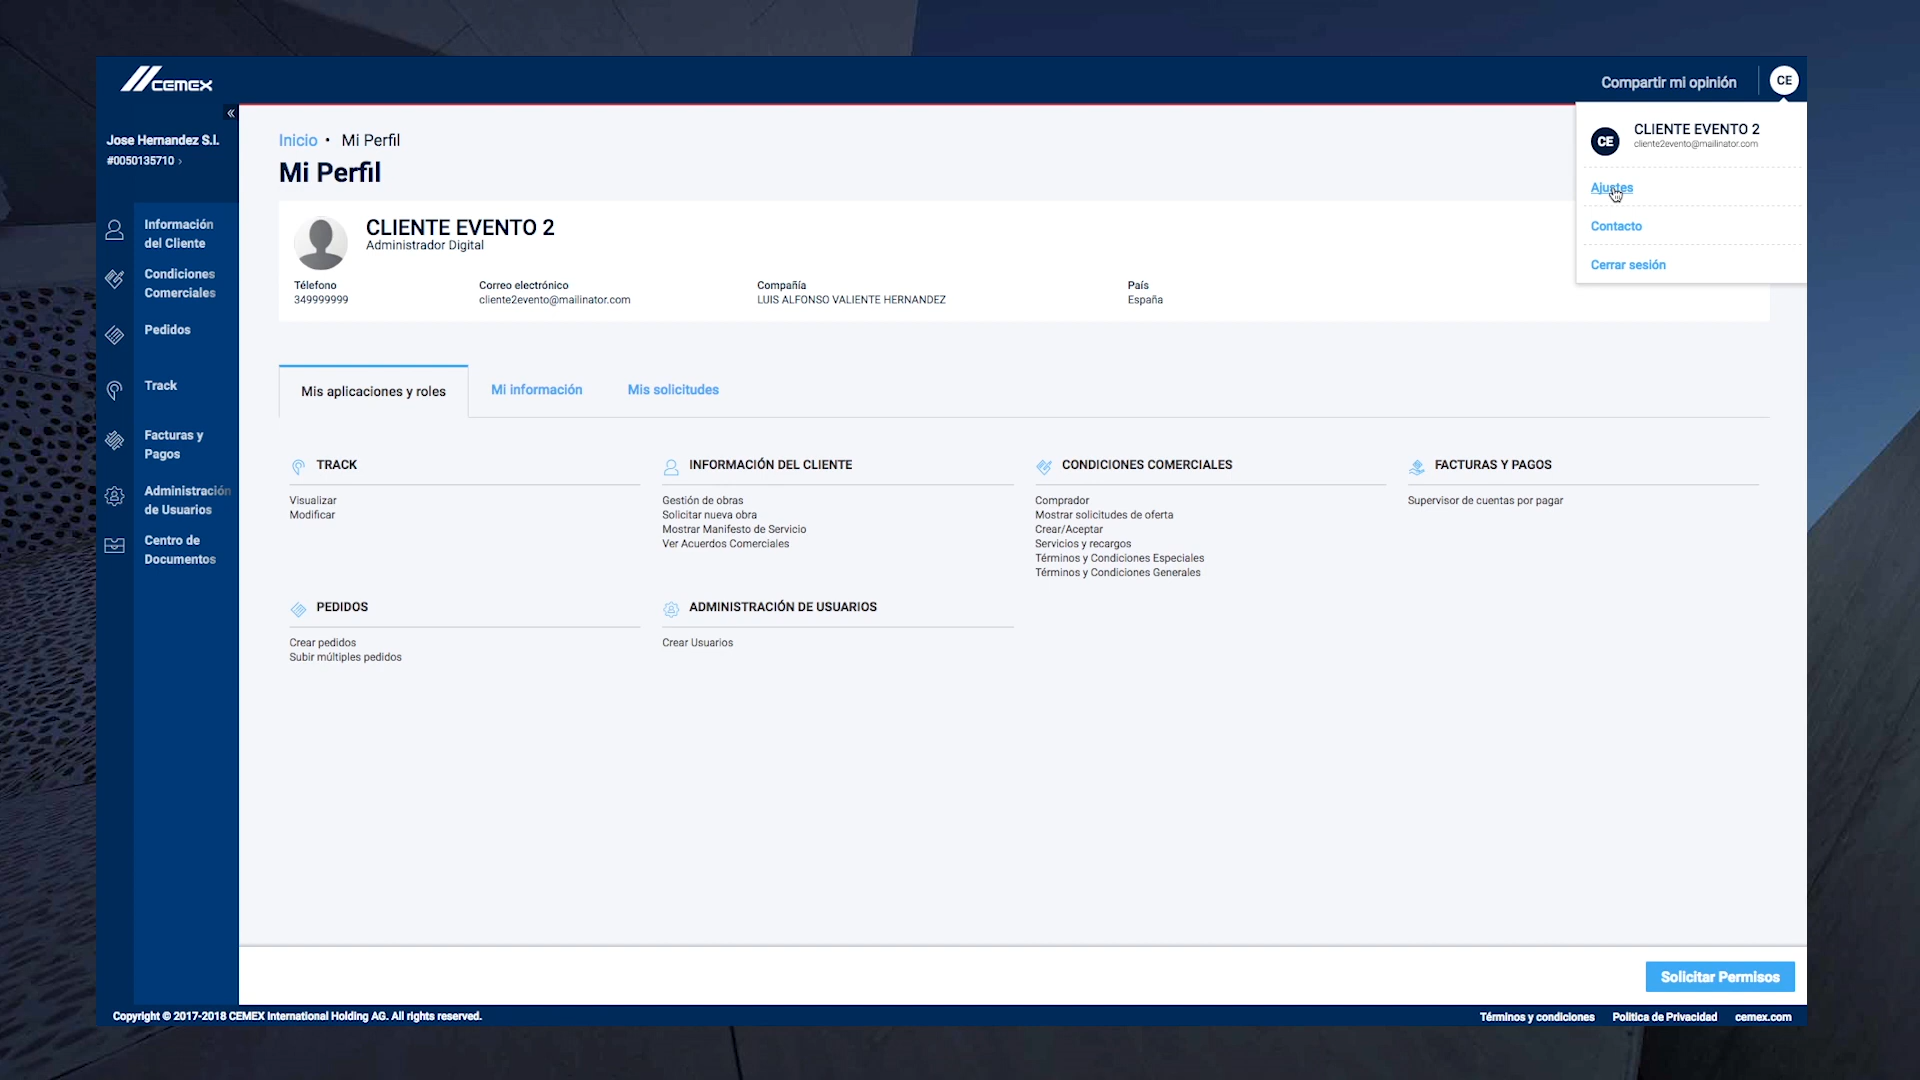 CEMEX
Compartir mi opinión
CE
«
Jose Hernandez S.l.
#0050135710 ›
Información
del Cliente
Condiciones
Comerciales
Pedidos
Track
Facturas y
Pagos
Administración
de Usuarios
Centro de
Documentos
Inicio • Mi Perfil
Mi Perfil
CLIENTE EVENTO 2
Administrador Digital
Télefono
349999999
Correo electrónico
cliente2evento@mailinator.com
Compañía
LUIS ALFONSO VALIENTE HERNANDEZ
País
España
CE
CLIENTE EVENTO 2
cliente2evento@mailinator.com
Ajustes
Contacto
Cerrar sesión
Mis aplicaciones y roles
Mi información
Mis solicitudes
TRACK
Visualizar
Modificar
INFORMACIÓN DEL CLIENTE
Gestión de obras
Solicitar nueva obra
Mostrar Manifesto de Servicio
Ver Acuerdos Comerciales
CONDICIONES COMERCIALES
Comprador
Mostrar solicitudes de oferta
Crear/Aceptar
Servicios y recargos
Términos y Condiciones Especiales
Términos y Condiciones Generales
FACTURAS Y PAGOS
Supervisor de cuentas por pagar
PEDIDOS
Crear pedidos
Subir múltiples pedidos
ADMINISTRACIÓN DE USUARIOS
Crear Usuarios
Solicitar Permisos
Copyright © 2017-2018 CEMEX International Holding AG. All rights reserved.
Términos y condiciones
Politica de Privacidad
cemex.com